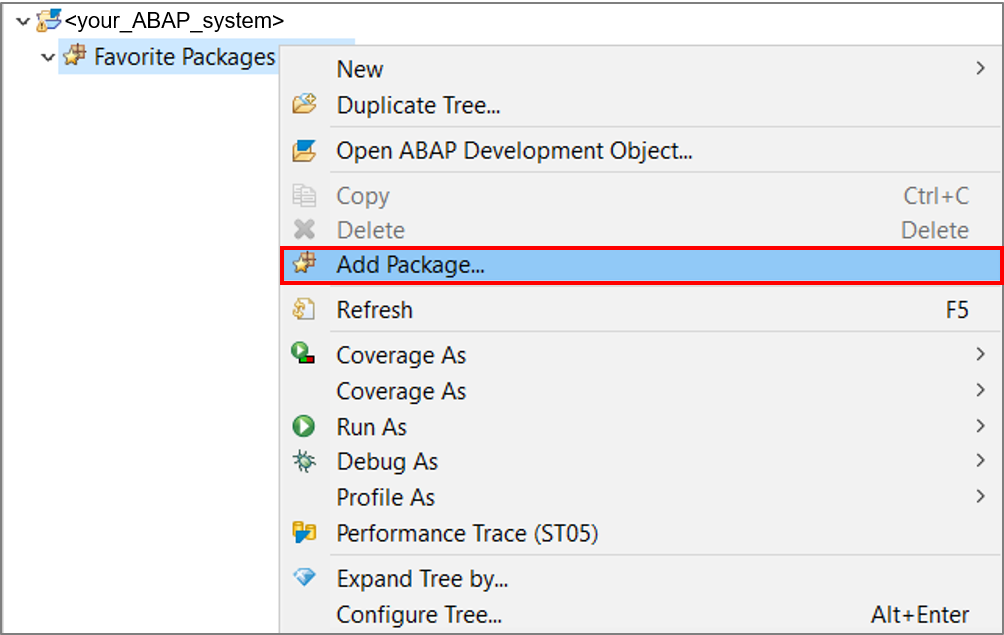 <your_ABAP_system>
Favorite Packages
New
Duplicate Tree...
Open ABAP Development Object...
Copy Ctrl+C
Delete Delete
Add Package...
Refresh F5
Coverage As
Coverage As
Run As
Debug As
Profile As
Performance Trace (ST05)
Expand Tree by...
Configure Tree... Alt+Enter